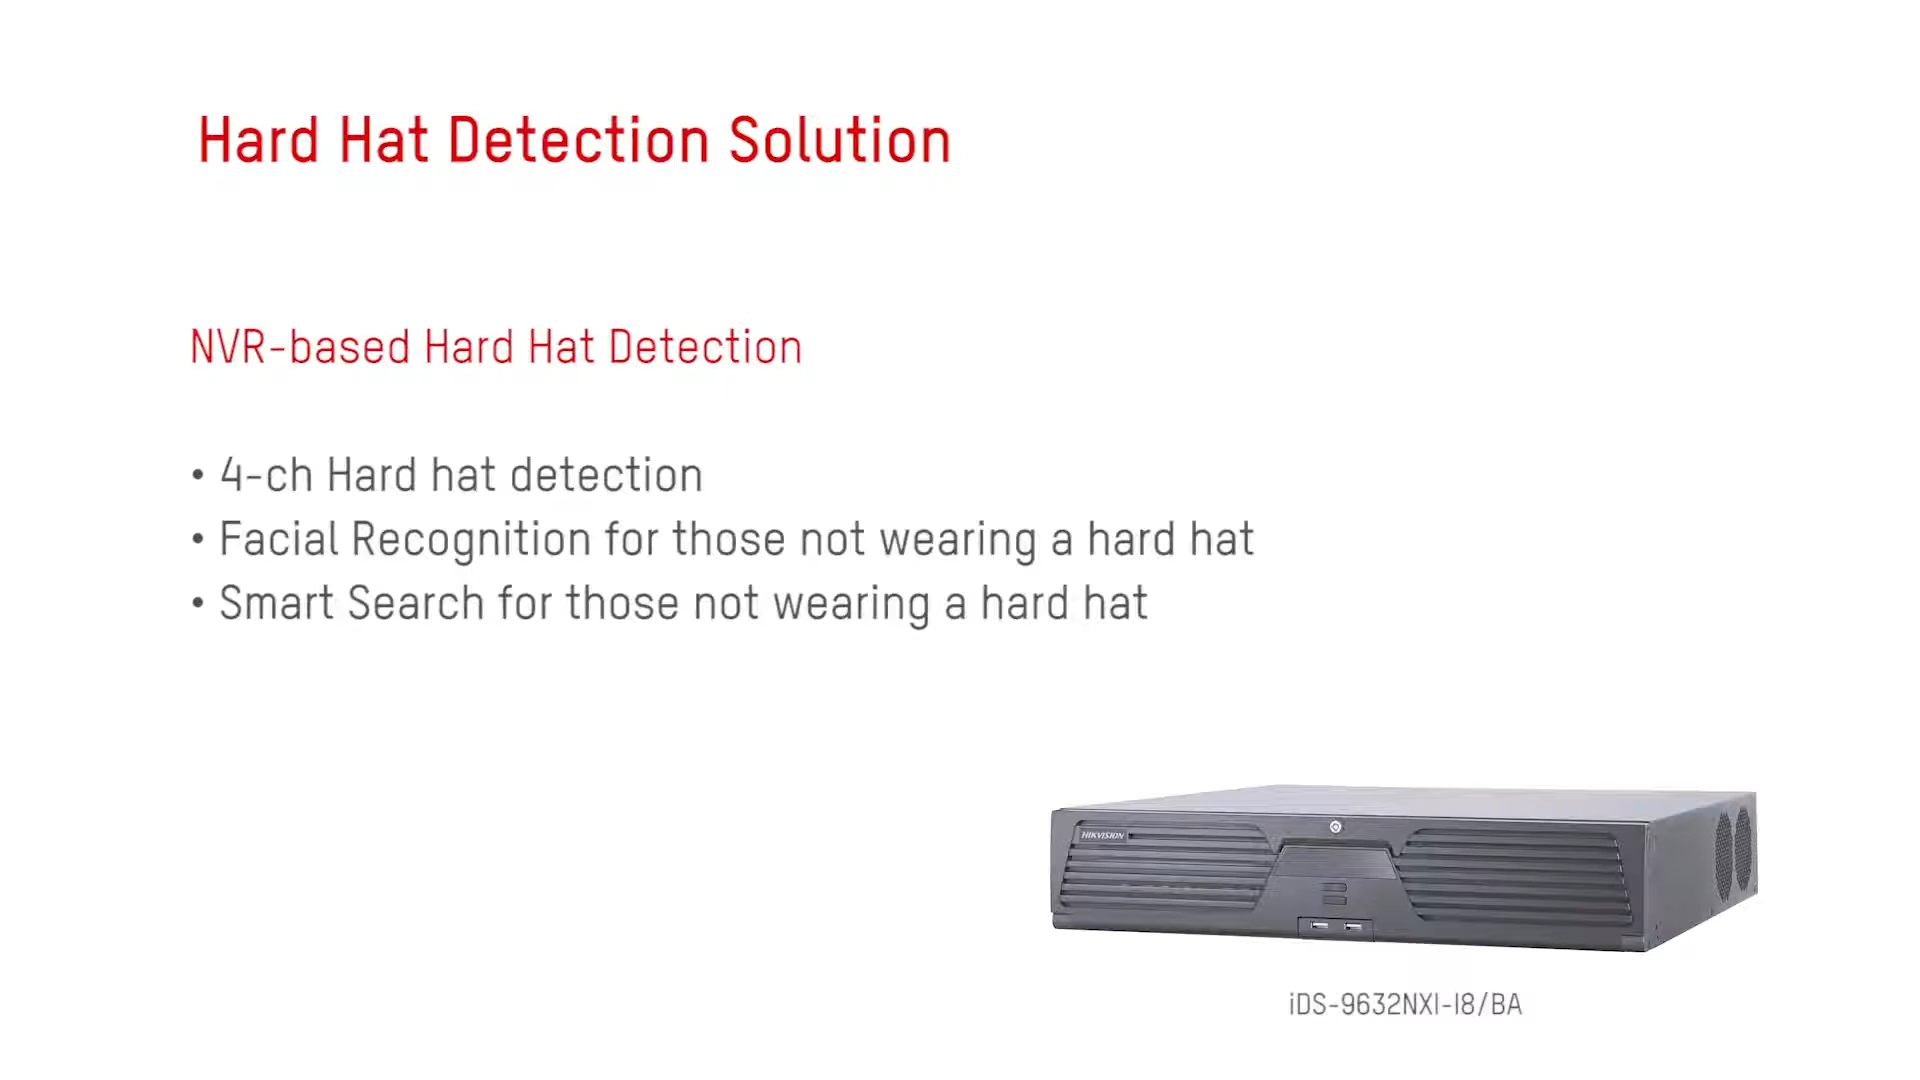 Hard Hat Detection Solution
NVR-based Hard Hat Detection
• 4-ch Hard hat detection
• Facial Recognition for those not wearing a hard hat
• Smart Search for those not wearing a hard hat
HIKVISION
iDS-9632NXI-I8/BA